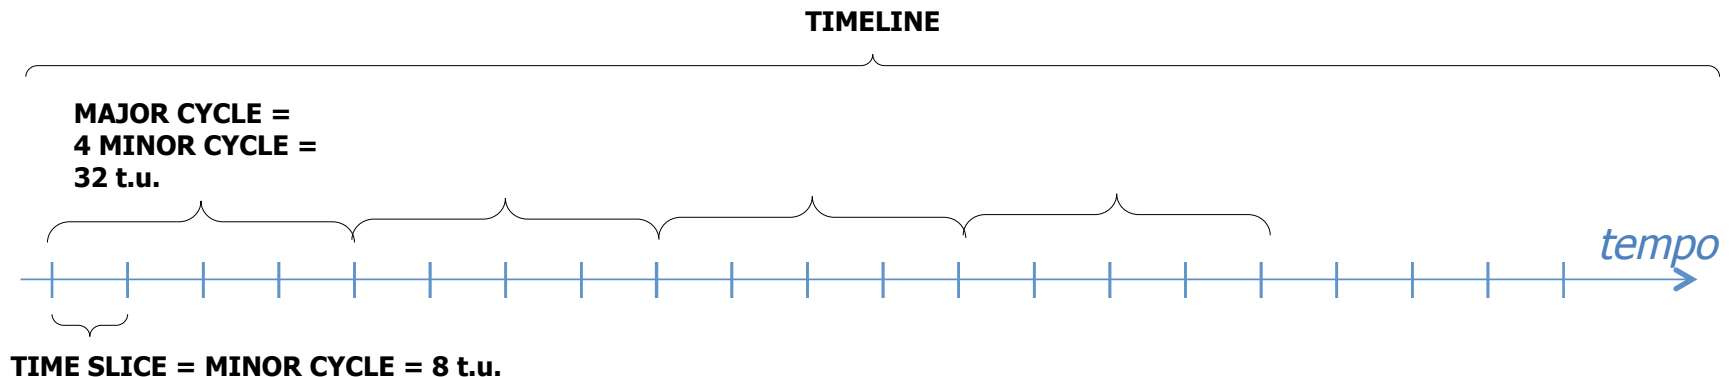 TIMELINE
MAJOR CYCLE =
4 MINOR CYCLE =
32 t.u.
tempo
TIME SLICE = MINOR CYCLE = 8 t.u.